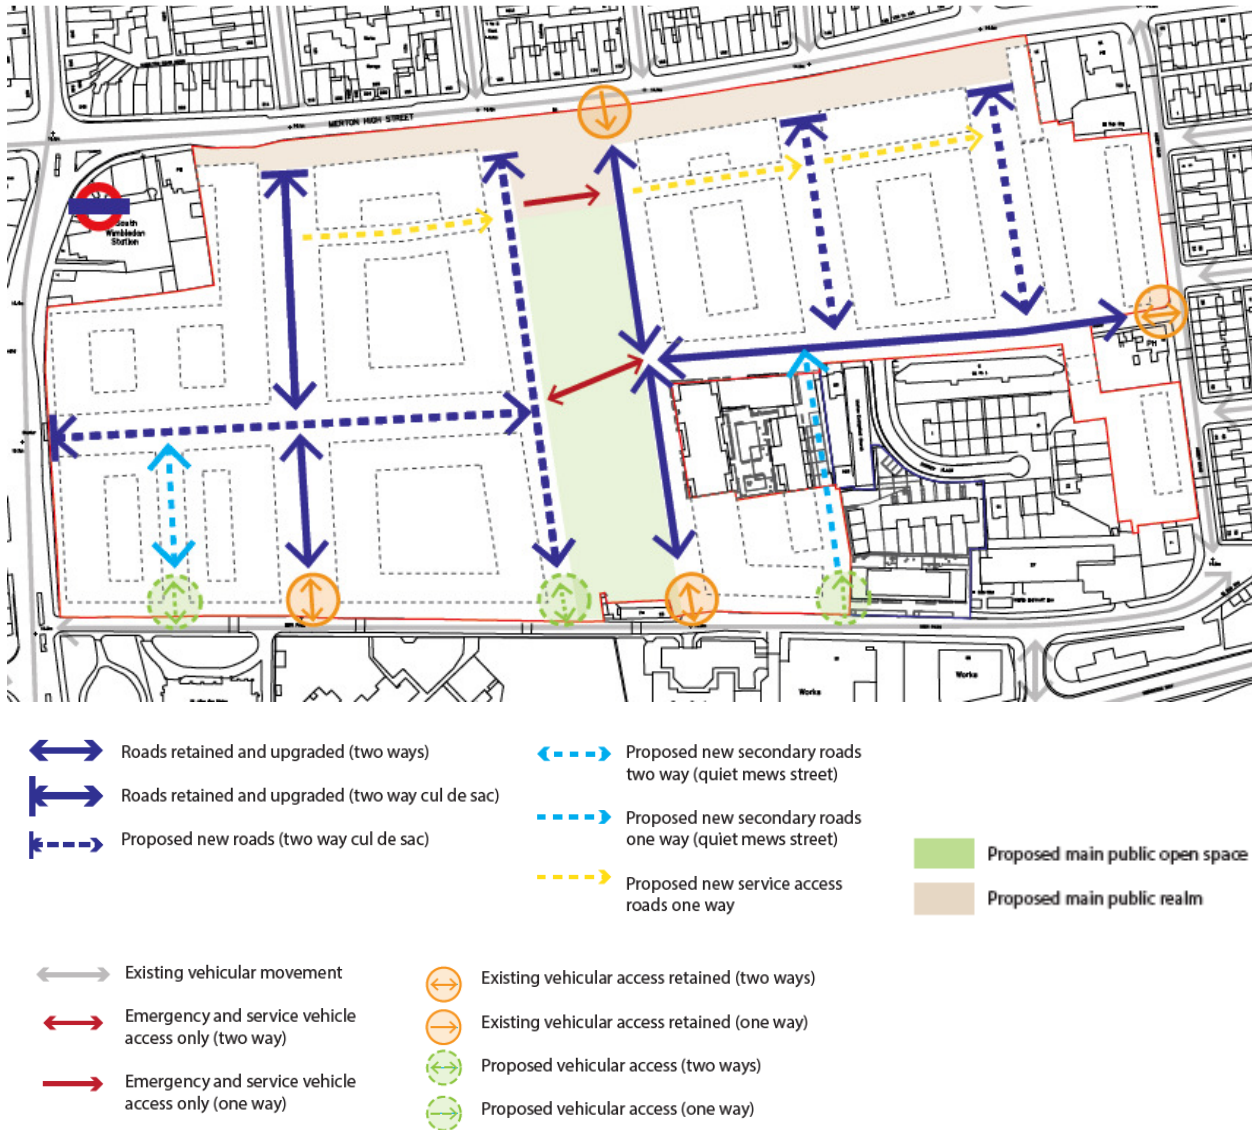 MERTON HIGH STREET
South
Wimbledon
Station
PH
Works
Works
Roads retained and upgraded (two ways)
Roads retained and upgraded (two way cul de sac)
Proposed new roads (two way cul de sac)
Proposed new secondary roads
two way (quiet mews street)
Proposed new secondary roads
one way (quiet mews street)
Proposed new service access
roads one way
Proposed main public open space
Proposed main public realm
Existing vehicular movement
Emergency and service vehicle
access only (two way)
Emergency and service vehicle
access only (one way)
Existing vehicular access retained (two ways)
Existing vehicular access retained (one way)
Proposed vehicular access (two ways)
Proposed vehicular access (one way)